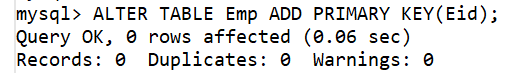 mysql> ALTER TABLE Emp ADD PRIMARY KEY(Eid);
Query OK, 0 rows affected (0.06 sec)
Records: 0  Duplicates: 0  Warnings: 0